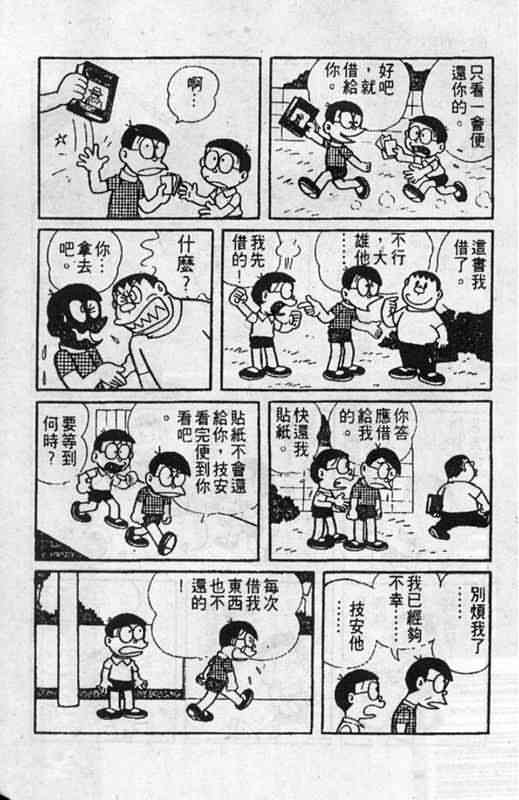 只看一會便
還你的。
好吧
，就
借給
你。
啊…
這書我
借了。
不行
，大
雄他
……
我先
借的！
什麼？
你…
拿去
吧。
你答
應借
給我
的。
快還我
貼紙。
貼紙不會還
給你，技安
看完便到你
看吧。
要等到
何時？
別煩我了
……
我已經夠
不幸……
技安他
……
每次
借我
東西
也不
還的
！